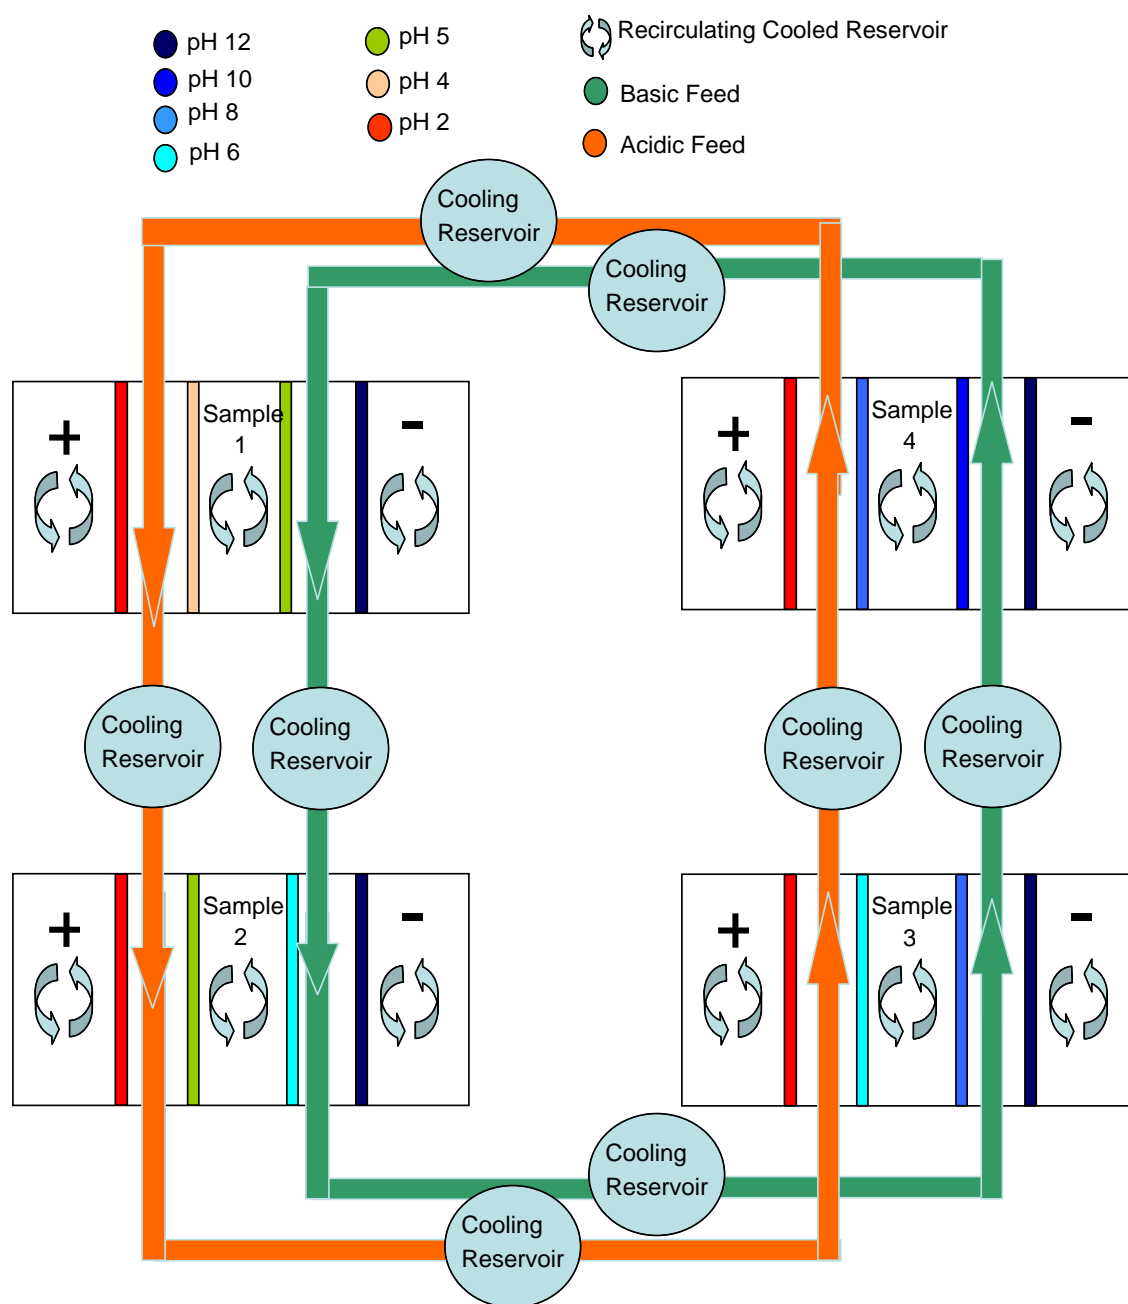 pH 12
pH 10
pH 8
pH 6
pH 5
pH 4
pH 2
Recirculating Cooled Reservoir
Basic Feed
Acidic Feed
Cooling
Reservoir
Cooling
Reservoir
+
Sample
1
-
+
Sample
4
-
Cooling
Reservoir
Cooling
Reservoir
Cooling
Reservoir
Cooling
Reservoir
+
Sample
2
-
+
Sample
3
-
Cooling
Reservoir
Cooling
Reservoir